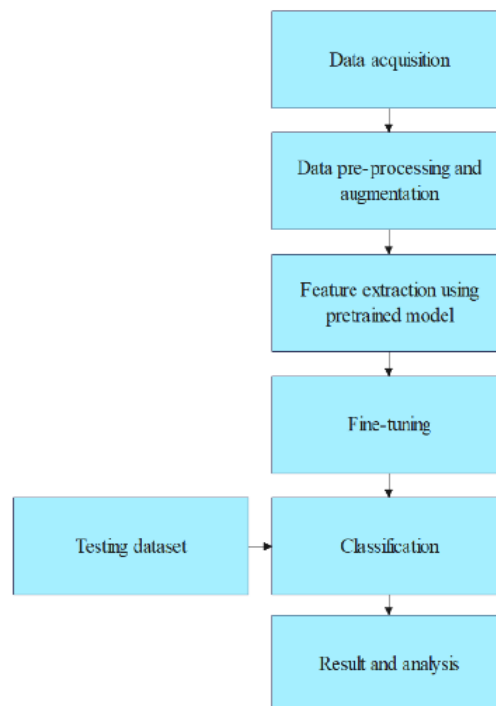 Data acquisition
Data pre-processing and
augmentation
Feature extraction using
pretrained model
Fine-tuning
Testing dataset
Classification
Result and analysis